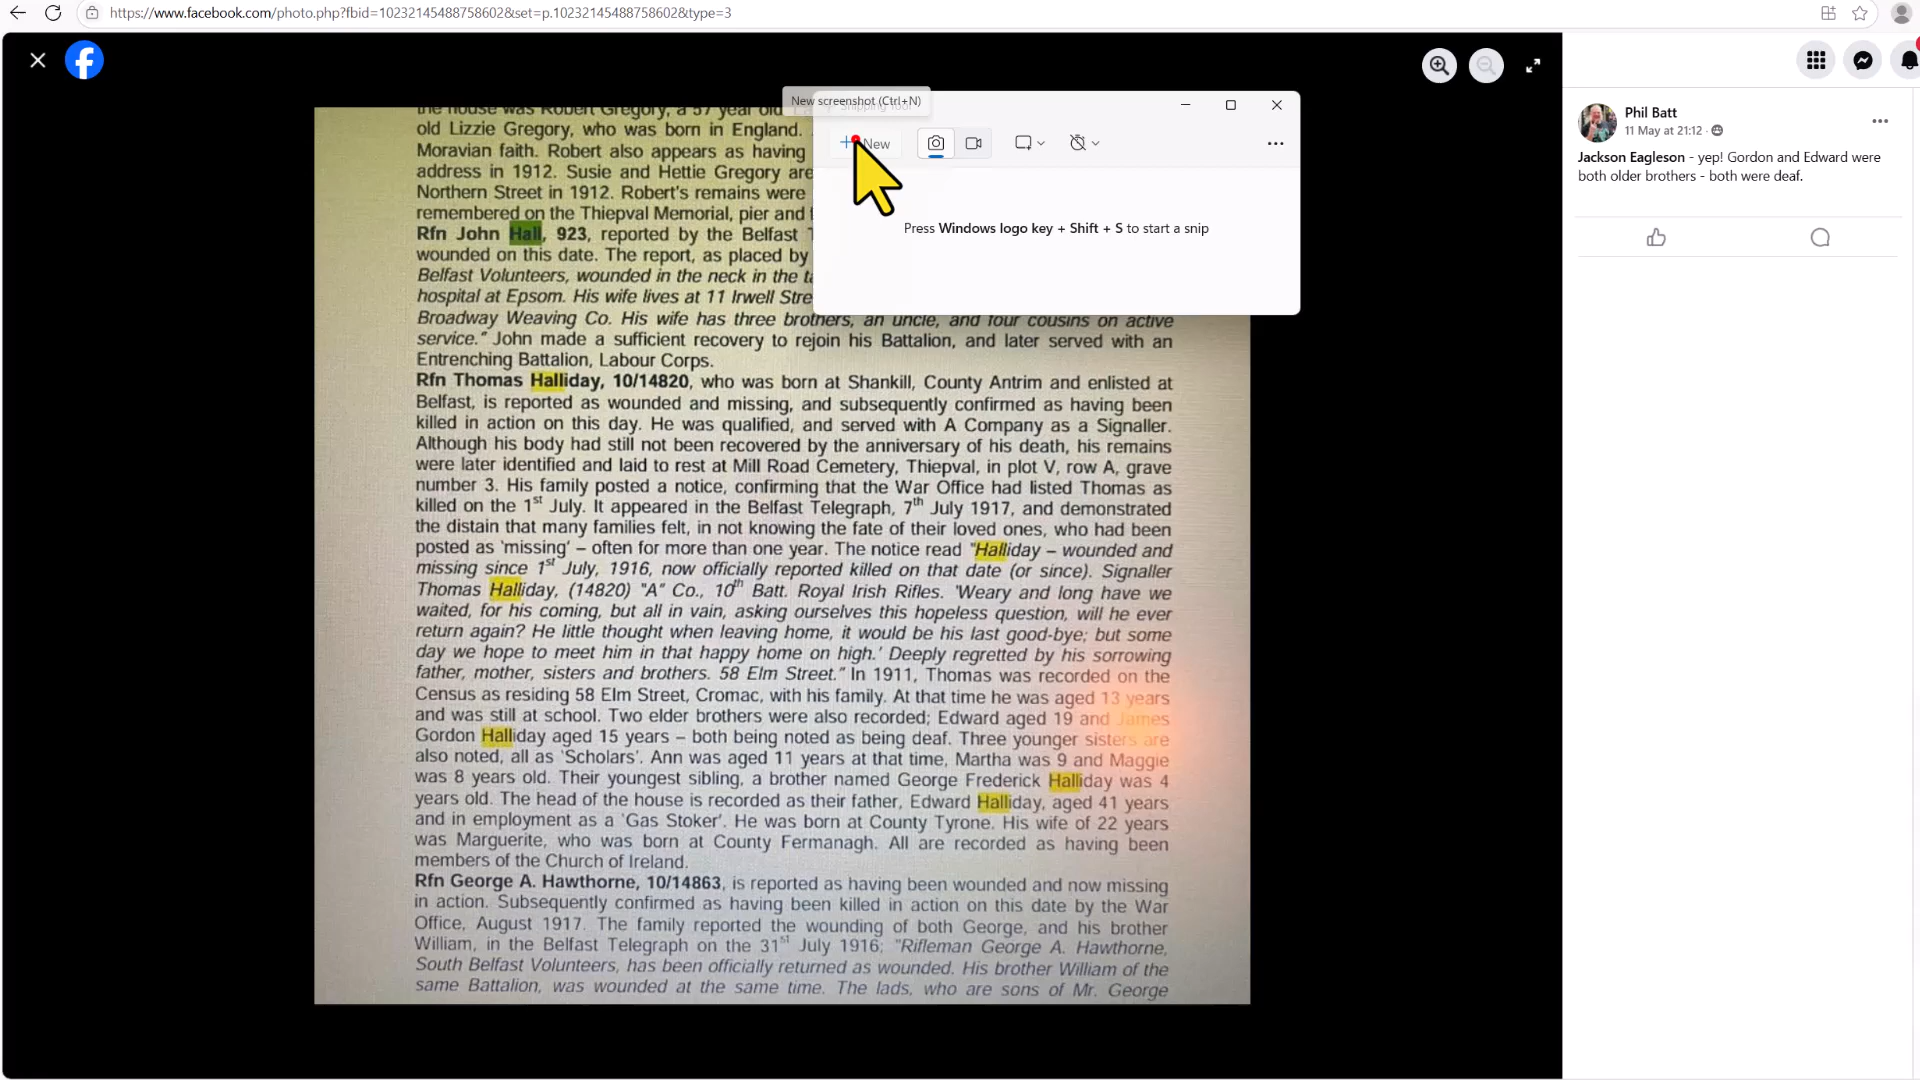 https://www.facebook.com/photo.php?fbid=10232145488758602&set=p.10232145488758602&type=3
New screenshot (Ctrl+N)
New
Press Windows logo key + Shift + S to start a snip
the house was Robert Gregory, a 57 year old
old Lizzie Gregory, who was born in England.
Moravian faith. Robert also appears as having
address in 1912. Susie and Hettie Gregory are
Northern Street in 1912. Robert's remains were
remembered on the Thiepval Memorial, pier and
Rfn John Hall, 923, reported by the Belfast
wounded on this date. The report, as placed by
Belfast Volunteers, wounded in the neck in the
hospital at Epsom. His wife lives at 11 Irwell
Broadway Weaving Co. His wife has three brothers, an uncle, and four cousins on active
service." John made a sufficient recovery to rejoin his Battalion, and later served with an
Entrenching Battalion, Labour Corps.
Rfn Thomas Halliday, 10/14820, who was born at Shankill, County Antrim and enlisted at
Belfast, is reported as wounded and missing, and subsequently confirmed as having been
killed in action on this day. He was qualified, and served with A Company as a Signaller.
Although his body had still not been recovered by the anniversary of his death, his remains
were later identified and laid to rest at Mill Road Cemetery, Thiepval, in plot V, row A, grave
number 3. His family posted a notice, confirming that the War Office had listed Thomas as
killed on the 1st July. It appeared in the Belfast Telegraph, 7th July 1917, and demonstrated
the distain that many families felt, in not knowing the fate of their loved ones, who had been
posted as 'missing' – often for more than one year. The notice read "Halliday – wounded and
missing since 1st July, 1916, now officially reported killed on that date (or since). Signaller
Thomas Halliday, (14820) "A" Co., 10th Batt. Royal Irish Rifles. 'Weary and long have we
waited, for his coming, but all in vain, asking ourselves this hopeless question, will he ever
return again? He little thought when leaving home, it would be his last good-bye; but some
day we hope to meet him in that happy home on high.' Deeply regretted by his sorrowing
father, mother, sisters and brothers. 58 Elm Street." In 1911, Thomas was recorded on the
Census as residing 58 Elm Street, Cromac, with his family. At that time he was aged 13 years
and was still at school. Two elder brothers were also recorded; Edward aged 19 and James
Gordon Halliday aged 15 years – both being noted as being deaf. Three younger sisters are
also noted, all as 'Scholars'. Ann was aged 11 years at that time, Martha was 9 and Maggie
was 8 years old. Their youngest sibling, a brother named George Frederick Halliday was 4
years old. The head of the house is recorded as their father, Edward Halliday, aged 41 years
and in employment as a 'Gas Stoker'. He was born at County Tyrone. His wife of 22 years
was Marguerite, who was born at County Fermanagh. All are recorded as having been
members of the Church of Ireland.
Rfn George A. Hawthorne, 10/14863, is reported as having been wounded and now missing
in action. Subsequently confirmed as having been killed in action on this date by the War
Office, August 1917. The family reported the wounding of both George, and his brother
William, in the Belfast Telegraph on the 31st July 1916; "Rifleman George A. Hawthorne,
South Belfast Volunteers, has been officially returned as wounded. His brother William of the
same Battalion, was wounded at the same time. The lads, who are sons of Mr. George
Phil Batt
11 May at 21:12 ·
Jackson Eagleson - yep! Gordon and Edward were
both older brothers - both were deaf.